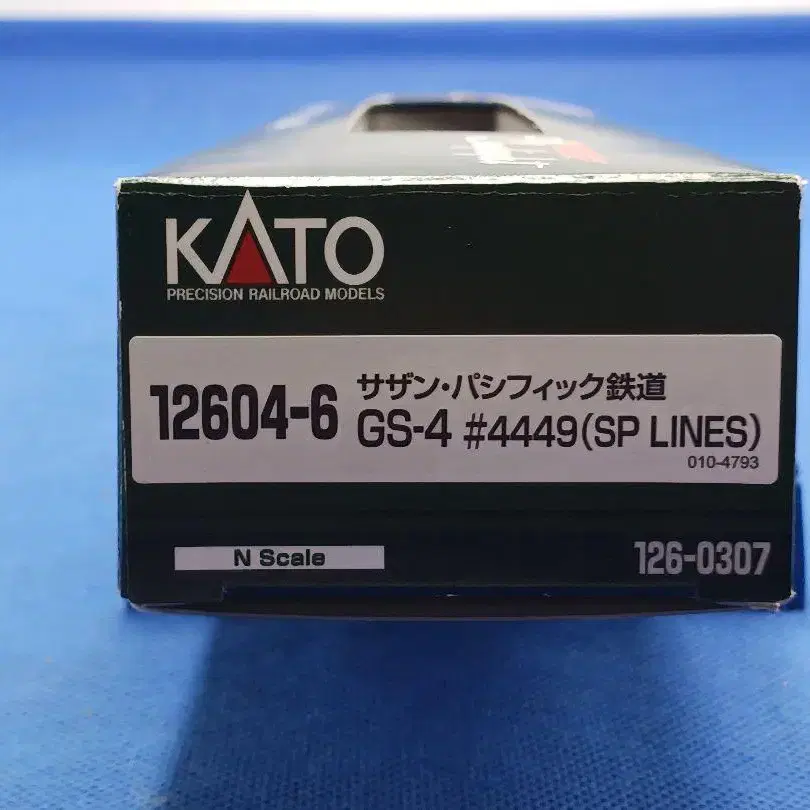 KATO
PRECISION RAILROAD MODELS
12604-6
サザン・パシフィック鉄道
GS-4 #4449(SP LINES)
010-4793
N Scale
126-0307